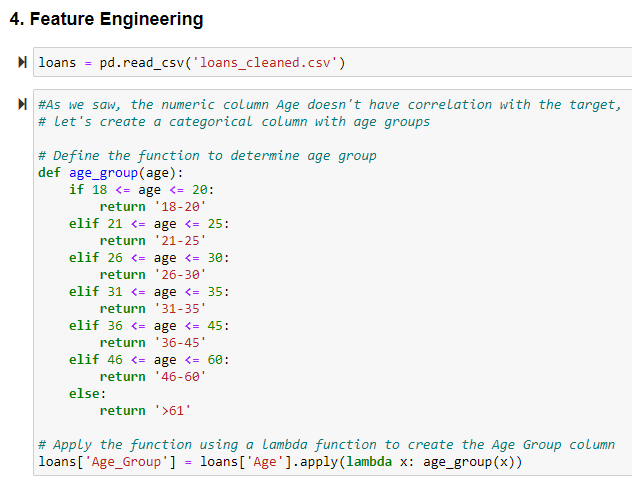 4. Feature Engineering
loans = pd.read_csv('loans_cleaned.csv')
#As we saw, the numeric column Age doesn't have correlation with the target,
# let's create a categorical column with age groups
# Define the function to determine age group
def age_group(age):
    if 18 <= age <= 20:
        return '18-20'
    elif 21 <= age <= 25:
        return '21-25'
    elif 26 <= age <= 30:
        return '26-30'
    elif 31 <= age <= 35:
        return '31-35'
    elif 36 <= age <= 45:
        return '36-45'
    elif 46 <= age <= 60:
        return '46-60'
    else:
        return '>61'
# Apply the function using a lambda function to create the Age Group column
loans['Age_Group'] = loans['Age'].apply(lambda x: age_group(x))